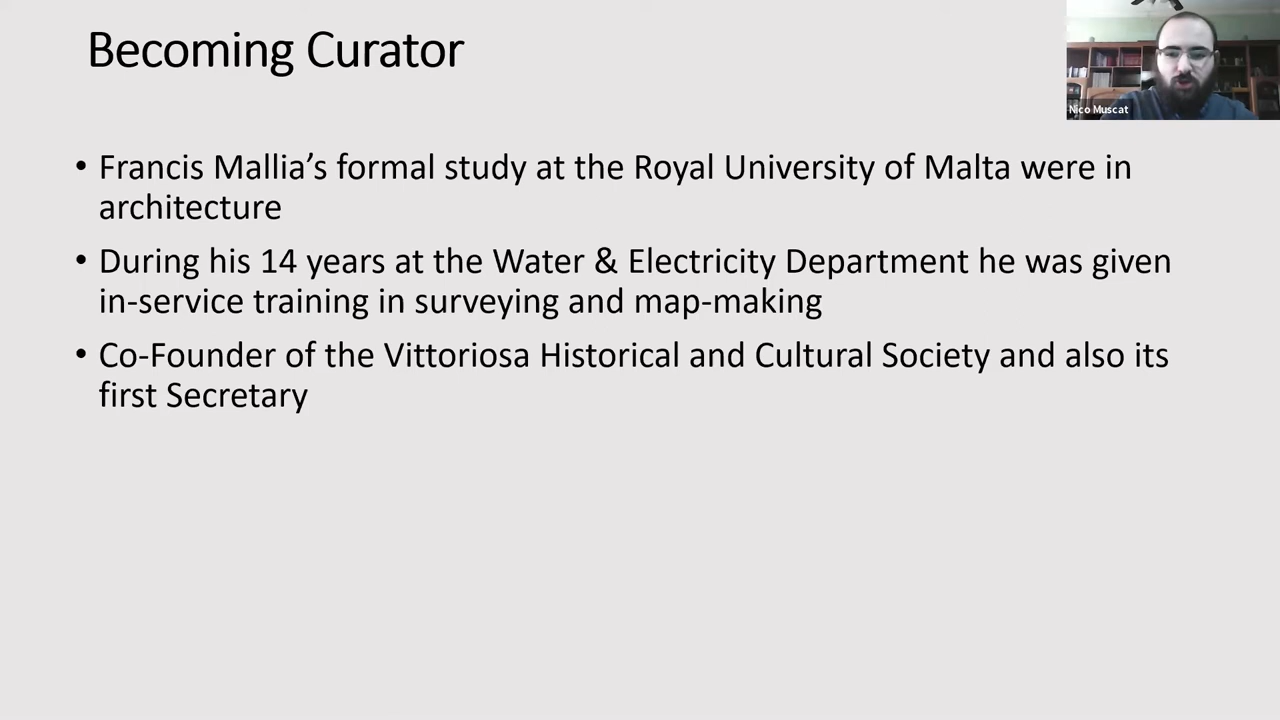 Becoming Curator
Nico Muscat
• Francis Mallia’s formal study at the Royal University of Malta were in
architecture
• During his 14 years at the Water & Electricity Department he was given
in-service training in surveying and map-making
• Co-Founder of the Vittoriosa Historical and Cultural Society and also its
first Secretary